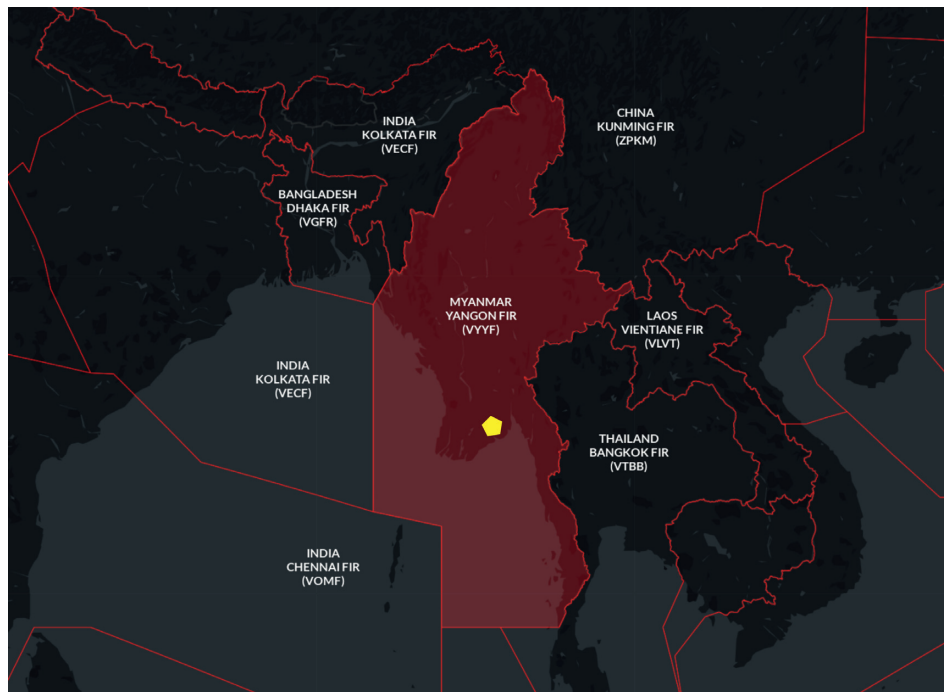 INDIA
KOLKATA FIR
(VECF)
CHINA
KUNMING FIR
(ZPKM)
BANGLADESH
DHAKA FIR
(VGFR)
MYANMAR
YANGON FIR
(VYYF)
LAOS
VIENTIANE FIR
(VLVT)
INDIA
KOLKATA FIR
(VECF)
THAILAND
BANGKOK FIR
(VTBB)
INDIA
CHENNAI FIR
(VOMF)